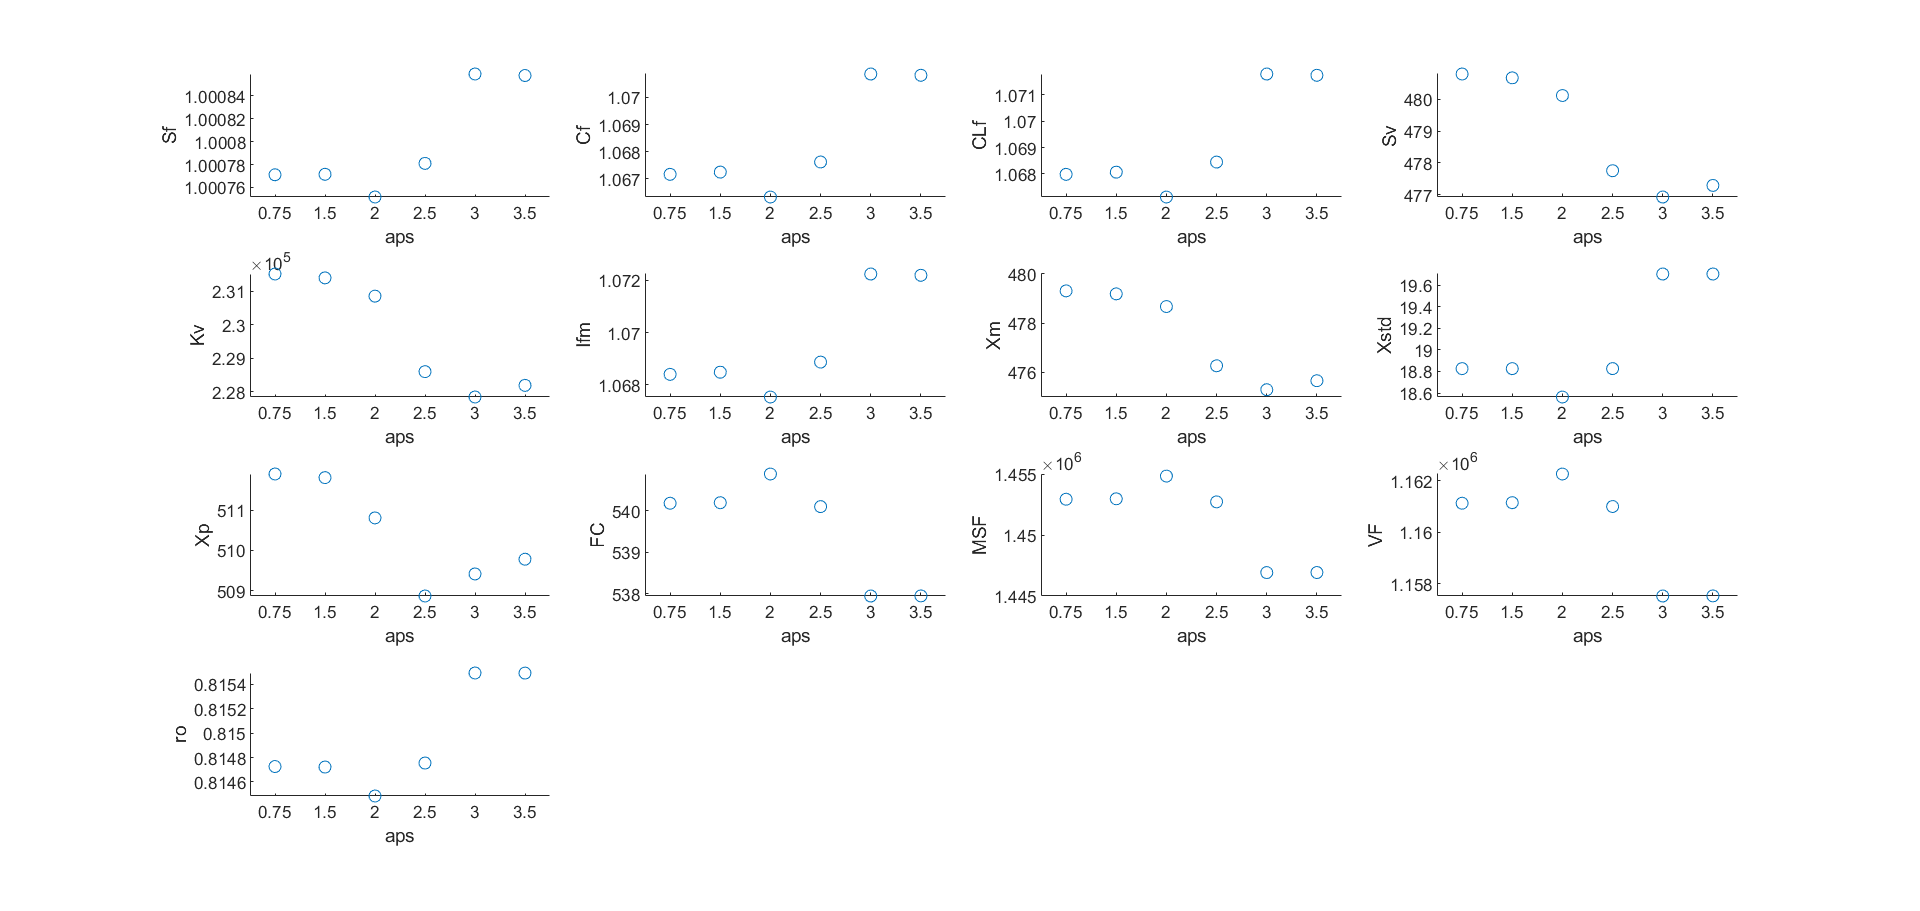 Sf
1.00084
1.00082
1.0008
1.00078
1.00076
0.75 1.5 2 2.5 3 3.5
aps
Cf
1.07
1.069
1.068
1.067
0.75 1.5 2 2.5 3 3.5
aps
CLf
1.071
1.07
1.069
1.068
0.75 1.5 2 2.5 3 3.5
aps
Sv
480
479
478
477
0.75 1.5 2 2.5 3 3.5
aps
Kv
× 10^5
2.31
2.3
2.29
2.28
0.75 1.5 2 2.5 3 3.5
aps
Ifm
1.072
1.07
1.068
0.75 1.5 2 2.5 3 3.5
aps
Xm
480
478
476
0.75 1.5 2 2.5 3 3.5
aps
Xstd
19.6
19.4
19.2
19
18.8
18.6
0.75 1.5 2 2.5 3 3.5
aps
Xp
511
510
509
0.75 1.5 2 2.5 3 3.5
aps
FC
540
539
538
0.75 1.5 2 2.5 3 3.5
aps
MSF
× 10^6
1.455
1.45
1.445
0.75 1.5 2 2.5 3 3.5
aps
VF
× 10^6
1.162
1.16
1.158
0.75 1.5 2 2.5 3 3.5
aps
ro
0.8154
0.8152
0.815
0.8148
0.8146
0.75 1.5 2 2.5 3 3.5
aps